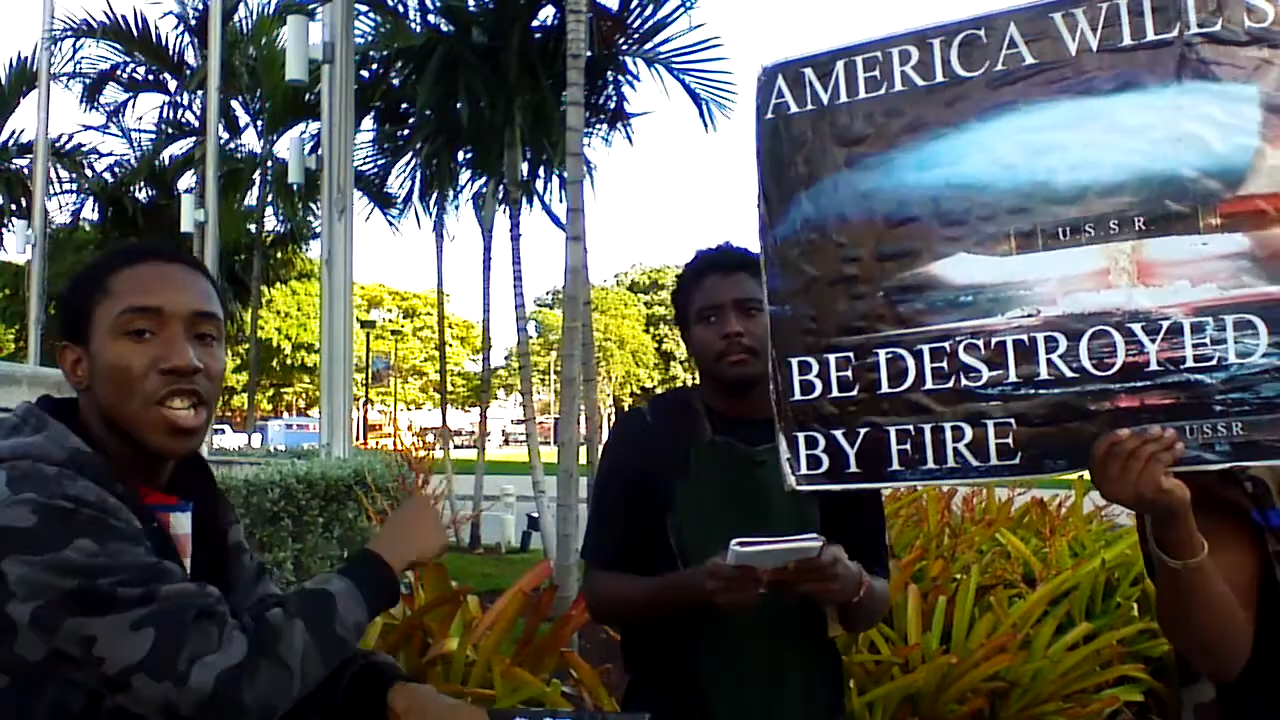 AMERICA WILL S
U.S.S.R.
BE DESTROYED
BY FIRE
U.S.S.R.